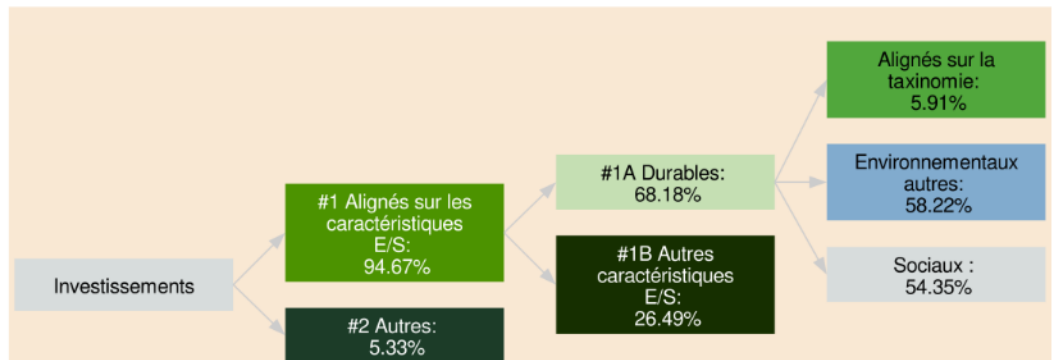 Investissements
#1 Alignés sur les
caractéristiques
E/S:
94.67%
#2 Autres:
5.33%
#1A Durables:
68.18%
#1B Autres
caractéristiques
E/S:
26.49%
Alignés sur la
taxinomie:
5.91%
Environnementaux
autres:
58.22%
Sociaux :
54.35%